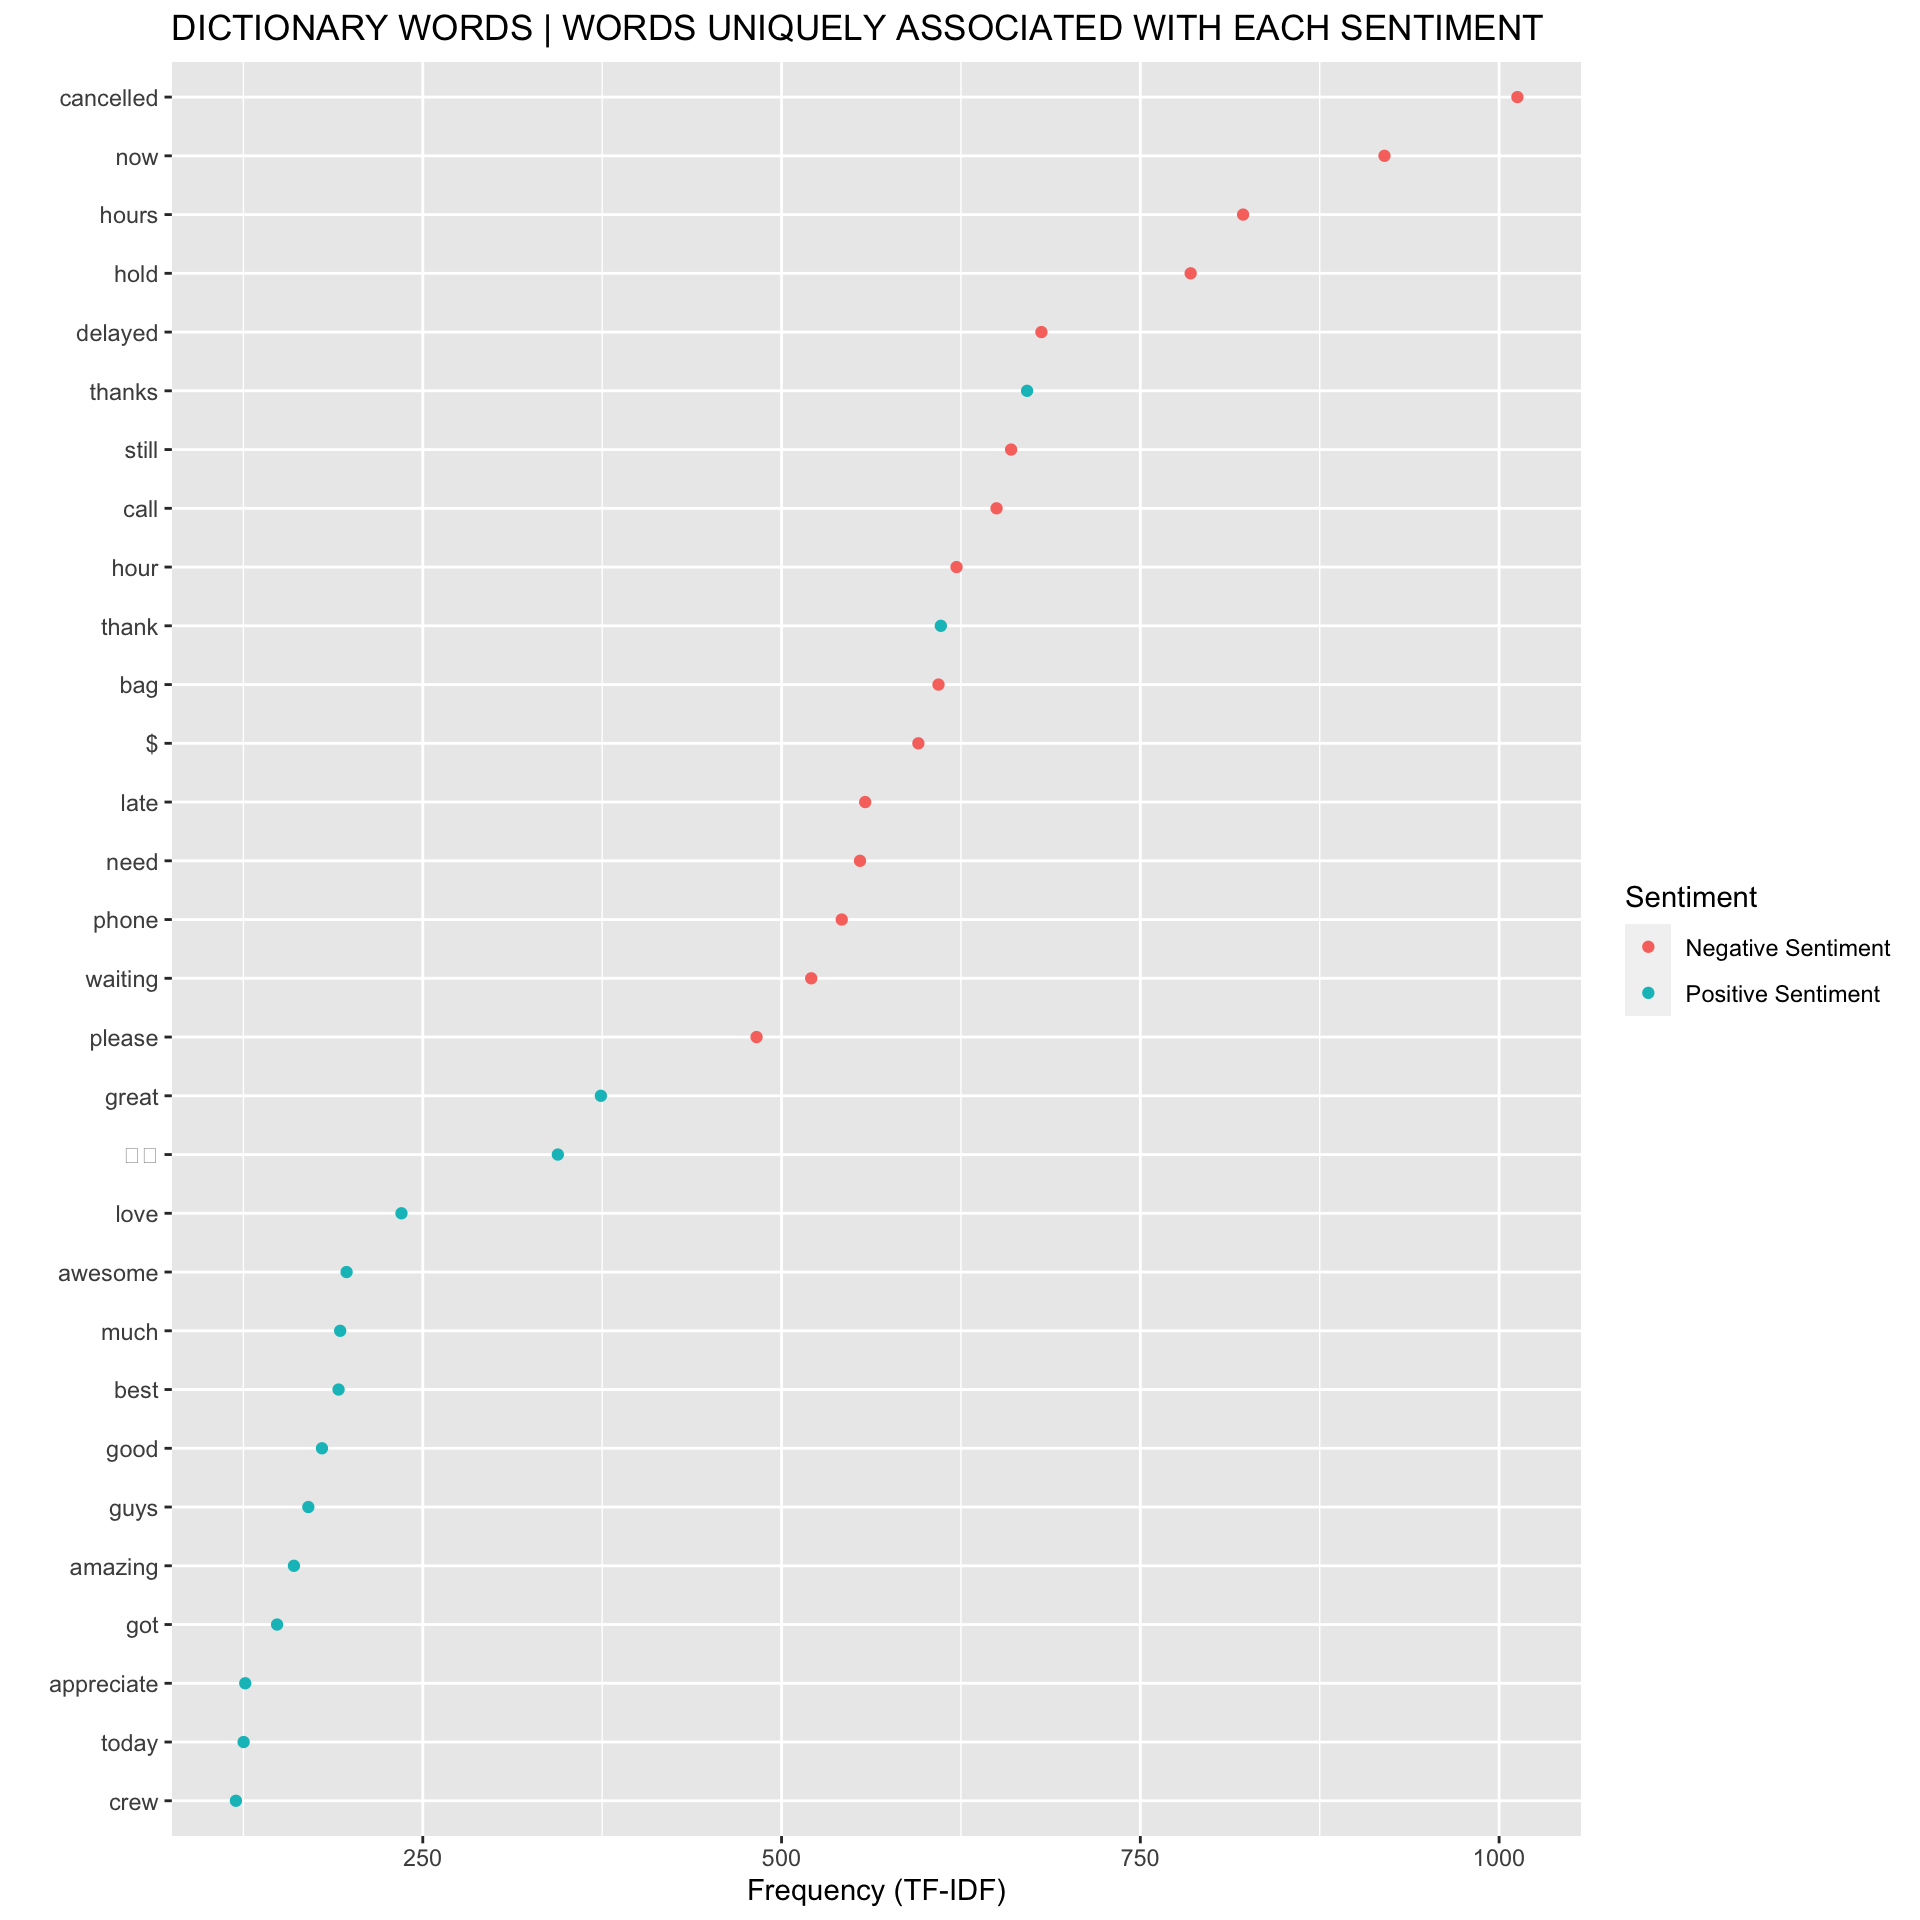 DICTIONARY WORDS | WORDS UNIQUELY ASSOCIATED WITH EACH SENTIMENT
cancelled
now
hours
hold
delayed
thanks
still
call
hour
thank
bag
$
late
need
phone
waiting
please
great
love
awesome
much
best
good
guys
amazing
got
appreciate
today
crew
250 500 750 1000
Frequency (TF-IDF)
Sentiment
Negative Sentiment
Positive Sentiment